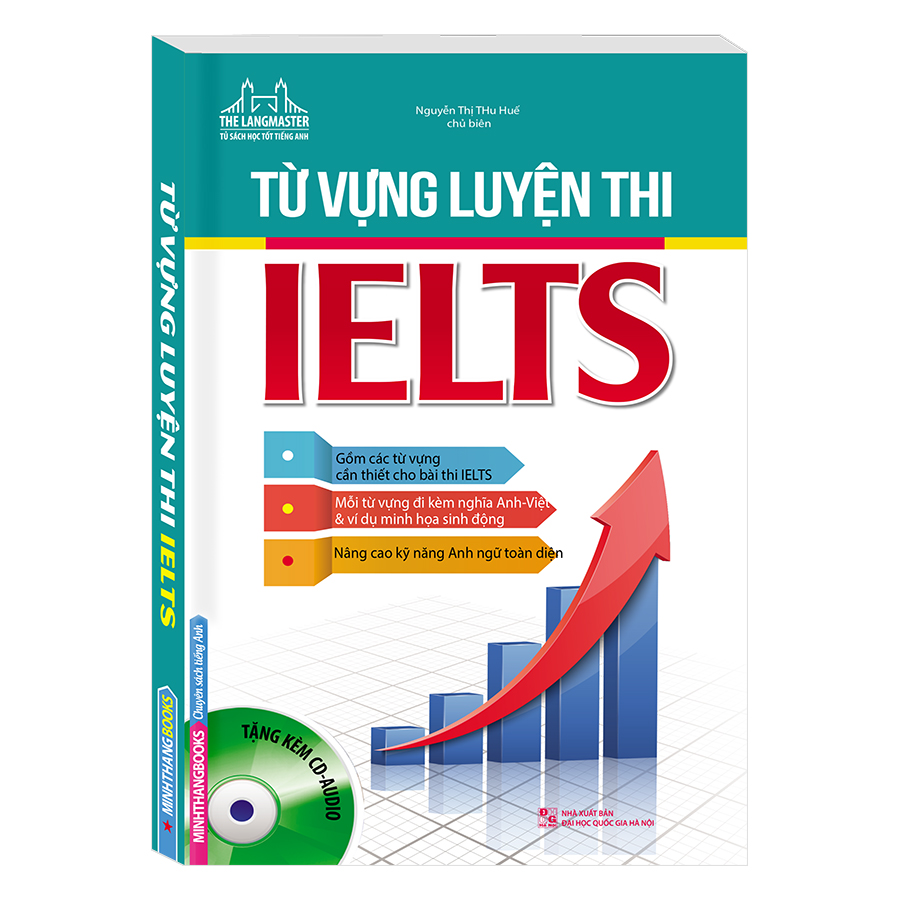 THE LANGMASTER
TỦ SÁCH HỌC TỐT TIẾNG ANH
Nguyễn Thị THu Huế
chủ biên
TỪ VỰNG LUYỆN THI
IELTS
Gồm các từ vựng
cần thiết cho bài thi IELTS
Mỗi từ vựng đi kèm nghĩa Anh-Việt
& ví dụ minh họa sinh động
Nâng cao kỹ năng Anh ngữ toàn diện
TẶNG KÈM CD-AUDIO
NHÀ XUẤT BẢN
ĐẠI HỌC QUỐC GIA HÀ NỘI
MINHTHANGBOOKS Chuyên sách tiếng Anh
TỪ VỰNG LUYỆN THI IELTS
MINHTHANGBOOKS